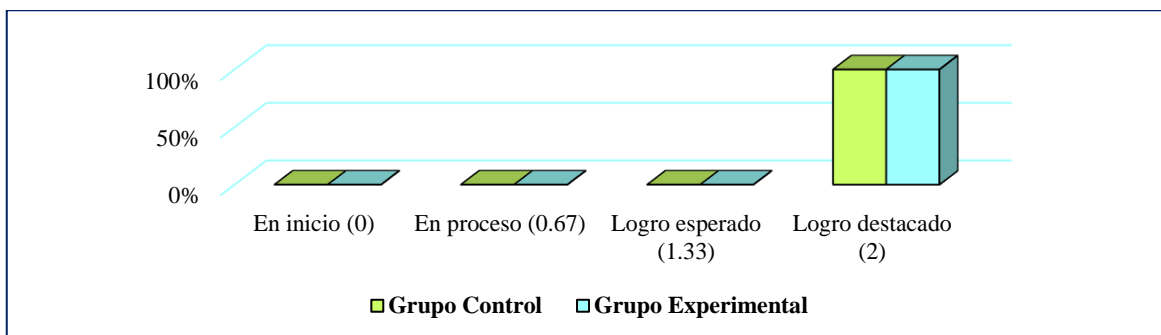 100%
50%
0%
En inicio (0)
En proceso (0.67)
Logro esperado
(1.33)
Logro destacado
(2)
Grupo Control
Grupo Experimental